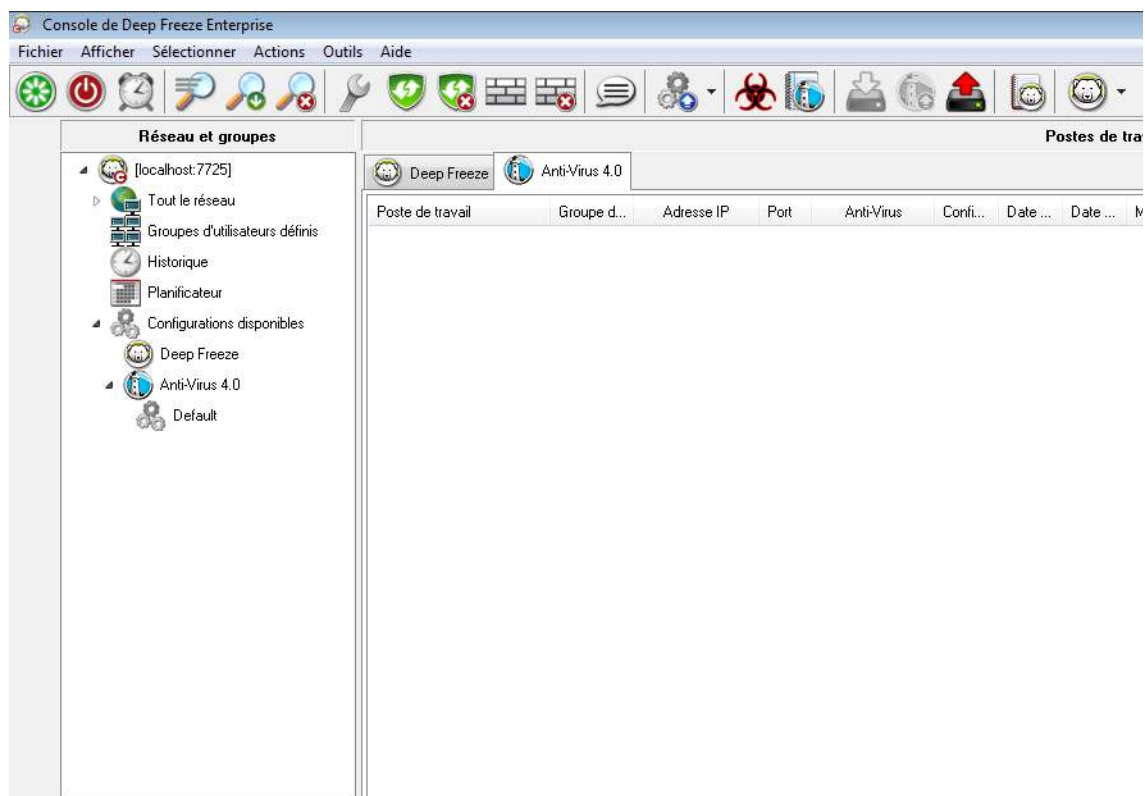 Console de Deep Freeze Enterprise
Fichier Afficher Sélectionner Actions Outils Aide
Réseau et groupes
Postes de tra
[localhost:7725]
Tout le réseau
Groupes d'utilisateurs définis
Historique
Planificateur
Configurations disponibles
Deep Freeze
Anti-Virus 4.0
Default
Deep Freeze Anti-Virus 4.0
Poste de travail Groupe d... Adresse IP Port Anti-Virus Confi... Date ... Date ... M